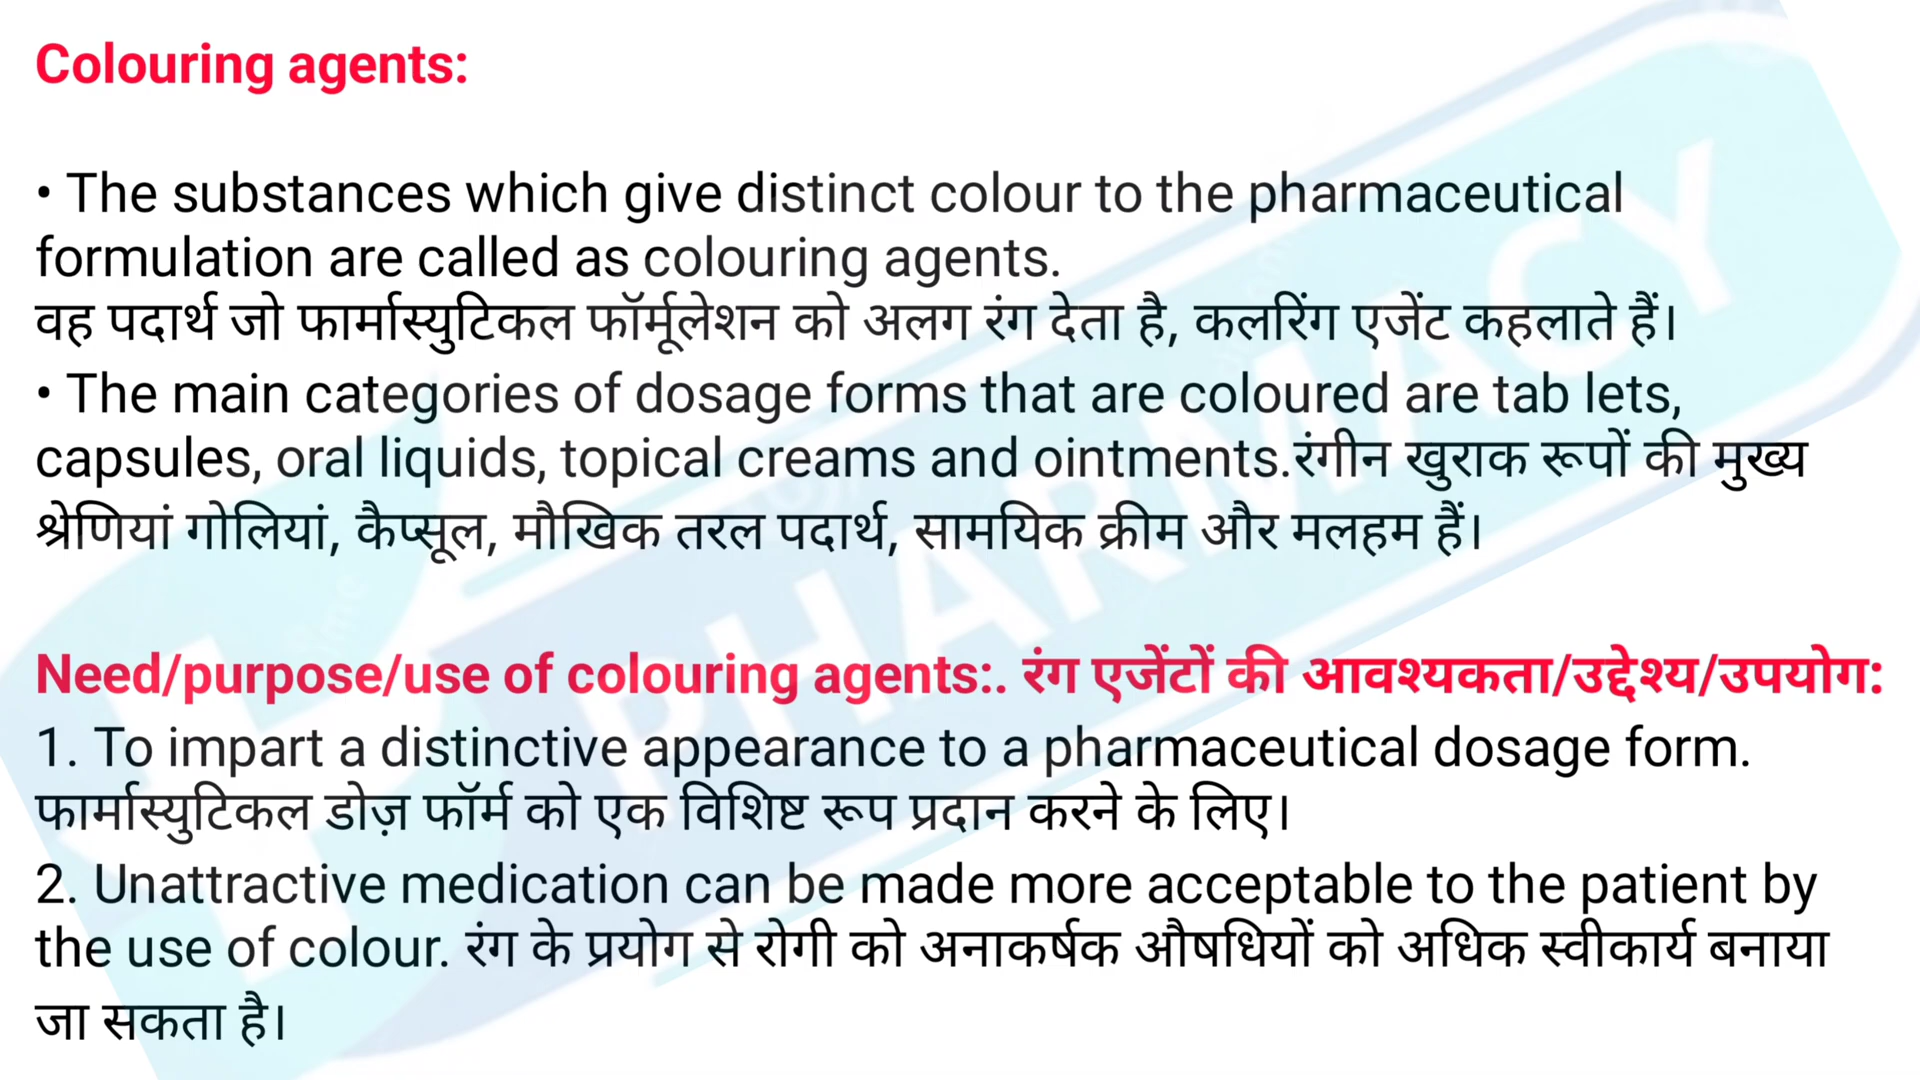 Colouring agents:
• The substances which give distinct colour to the pharmaceutical
formulation are called as colouring agents.
वह पदार्थ जो फार्मास्युटिकल फॉर्मूलेशन को अलग रंग देता है, कलरिंग एजेंट कहलाते हैं।
• The main categories of dosage forms that are coloured are tab lets,
capsules, oral liquids, topical creams and ointments.रंगीन खुराक रूपों की मुख्य
श्रेणियां गोलियां, कैप्सूल, मौखिक तरल पदार्थ, सामयिक क्रीम और मलहम हैं।
Need/purpose/use of colouring agents:. रंग एजेंटों की आवश्यकता/उद्देश्य/उपयोग:
1. To impart a distinctive appearance to a pharmaceutical dosage form.
फार्मास्युटिकल डोज़ फॉर्म को एक विशिष्ट रूप प्रदान करने के लिए।
2. Unattractive medication can be made more acceptable to the patient by
the use of colour. रंग के प्रयोग से रोगी को अनाकर्षक औषधियों को अधिक स्वीकार्य बनाया
जा सकता है।
PHARMACY